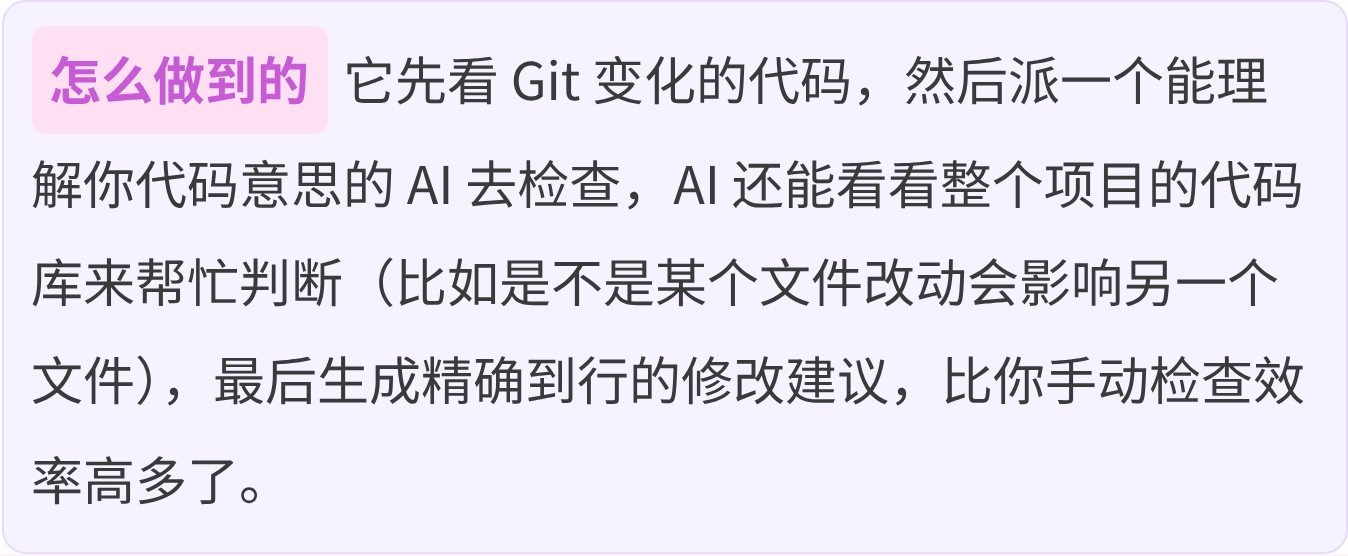 怎么做到的 它先看 Git 变化的代码，然后派一个能理
解你代码意思的 AI 去检查，AI 还能看看整个项目的代码
库来帮忙判断（比如是不是某个文件改动会影响另一个
文件），最后生成精确到行的修改建议，比你手动检查效
率高多了。